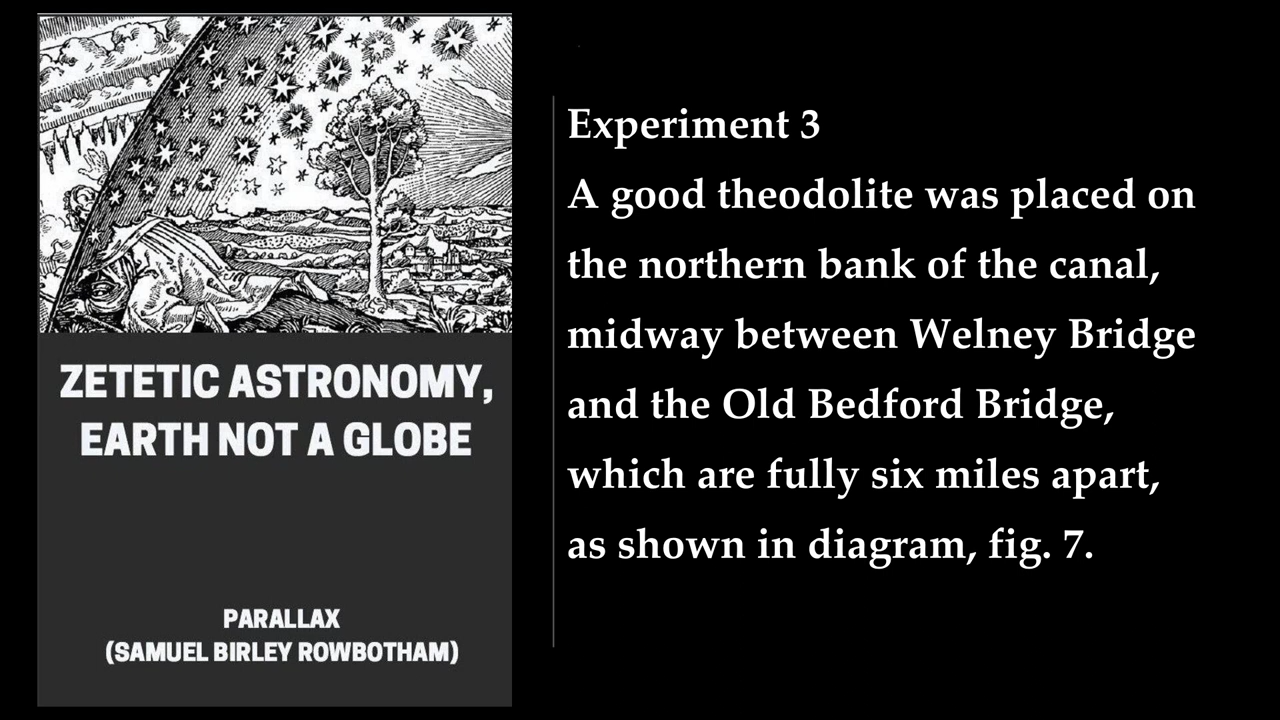 ZETETIC ASTRONOMY,
EARTH NOT A GLOBE
PARALLAX
(SAMUEL BIRLEY ROWBOTHAM)
Experiment 3
A good theodolite was placed on
the northern bank of the canal,
midway between Welney Bridge
and the Old Bedford Bridge,
which are fully six miles apart,
as shown in diagram, fig. 7.